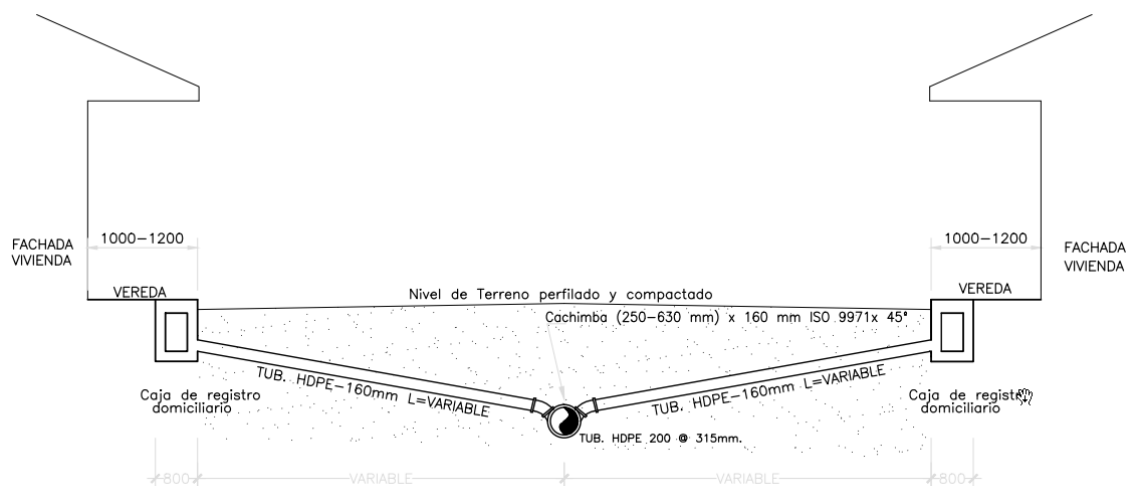 1000-1200
1000-1200
FACHADA
VIVIENDA
FACHADA
VIVIENDA
VEREDA
VEREDA
Nivel de Terreno perfilado y compactado
Cachimba (250-630 mm) x 160 mm ISO 9971x 45°
TUB. HDPE-160mm L=VARIABLE
TUB. HDPE-160mm L=VARIABLE
Caja de registro
domiciliario
Caja de registro
domiciliario
TUB. HDPE 200 @ 315mm.
800
VARIABLE
VARIABLE
800